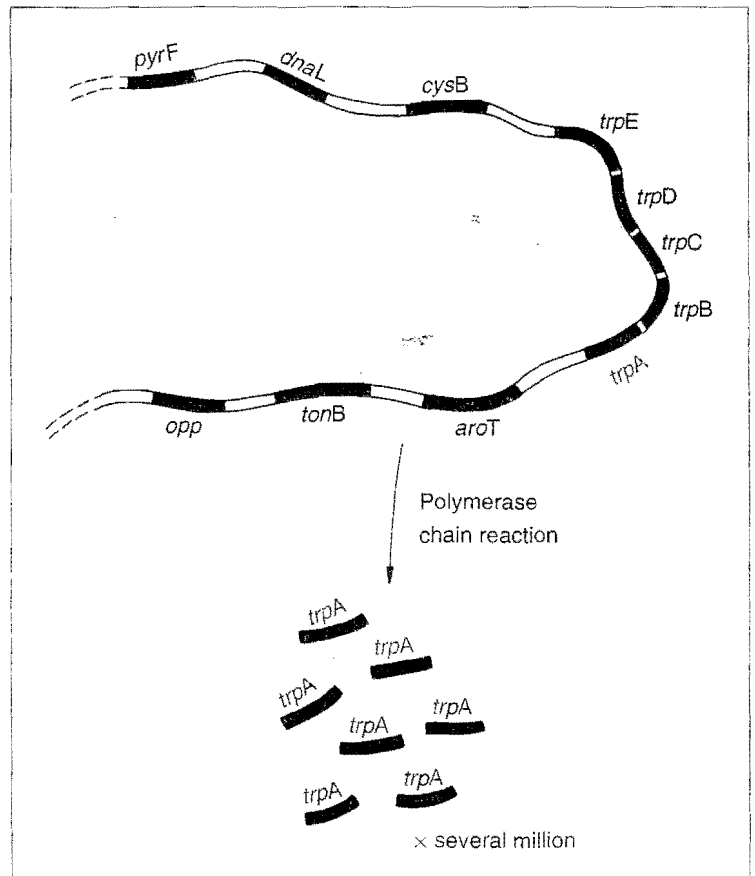 pyrF
dnaL
cysB
trpE
trpD
trpC
trpB
trpA
aroT
tonB
opp
Polymerase
chain reaction
trpA
trpA
trpA
trpA
trpA
trpA
trpA
× several million